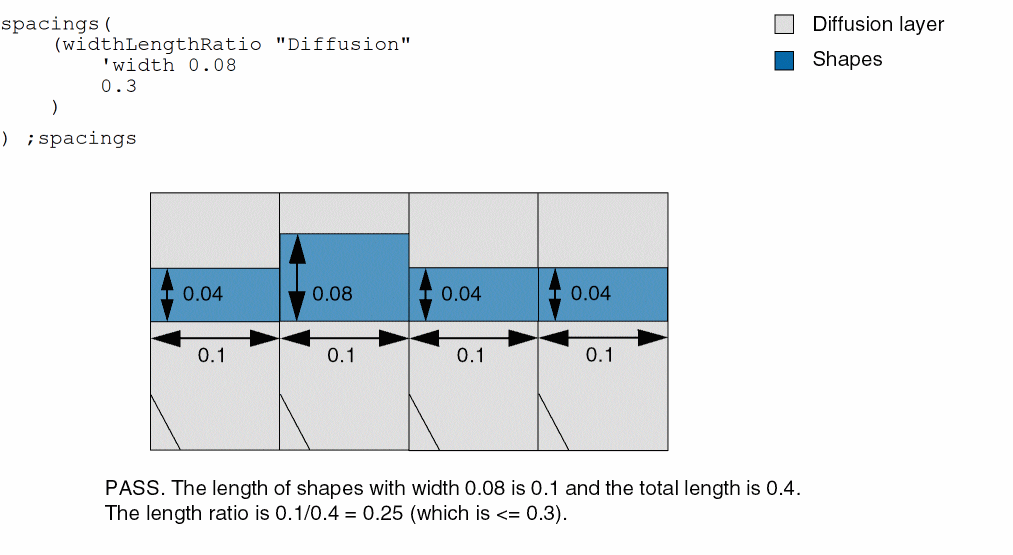 spacings(
(widthLengthRatio "Diffusion"
'width 0.08
0.3
)
) ;spacings
Diffusion layer
Shapes
0.04
0.08
0.04
0.04
0.1
0.1
0.1
0.1
PASS. The length of shapes with width 0.08 is 0.1 and the total length is 0.4.
The length ratio is 0.1/0.4 = 0.25 (which is <= 0.3).